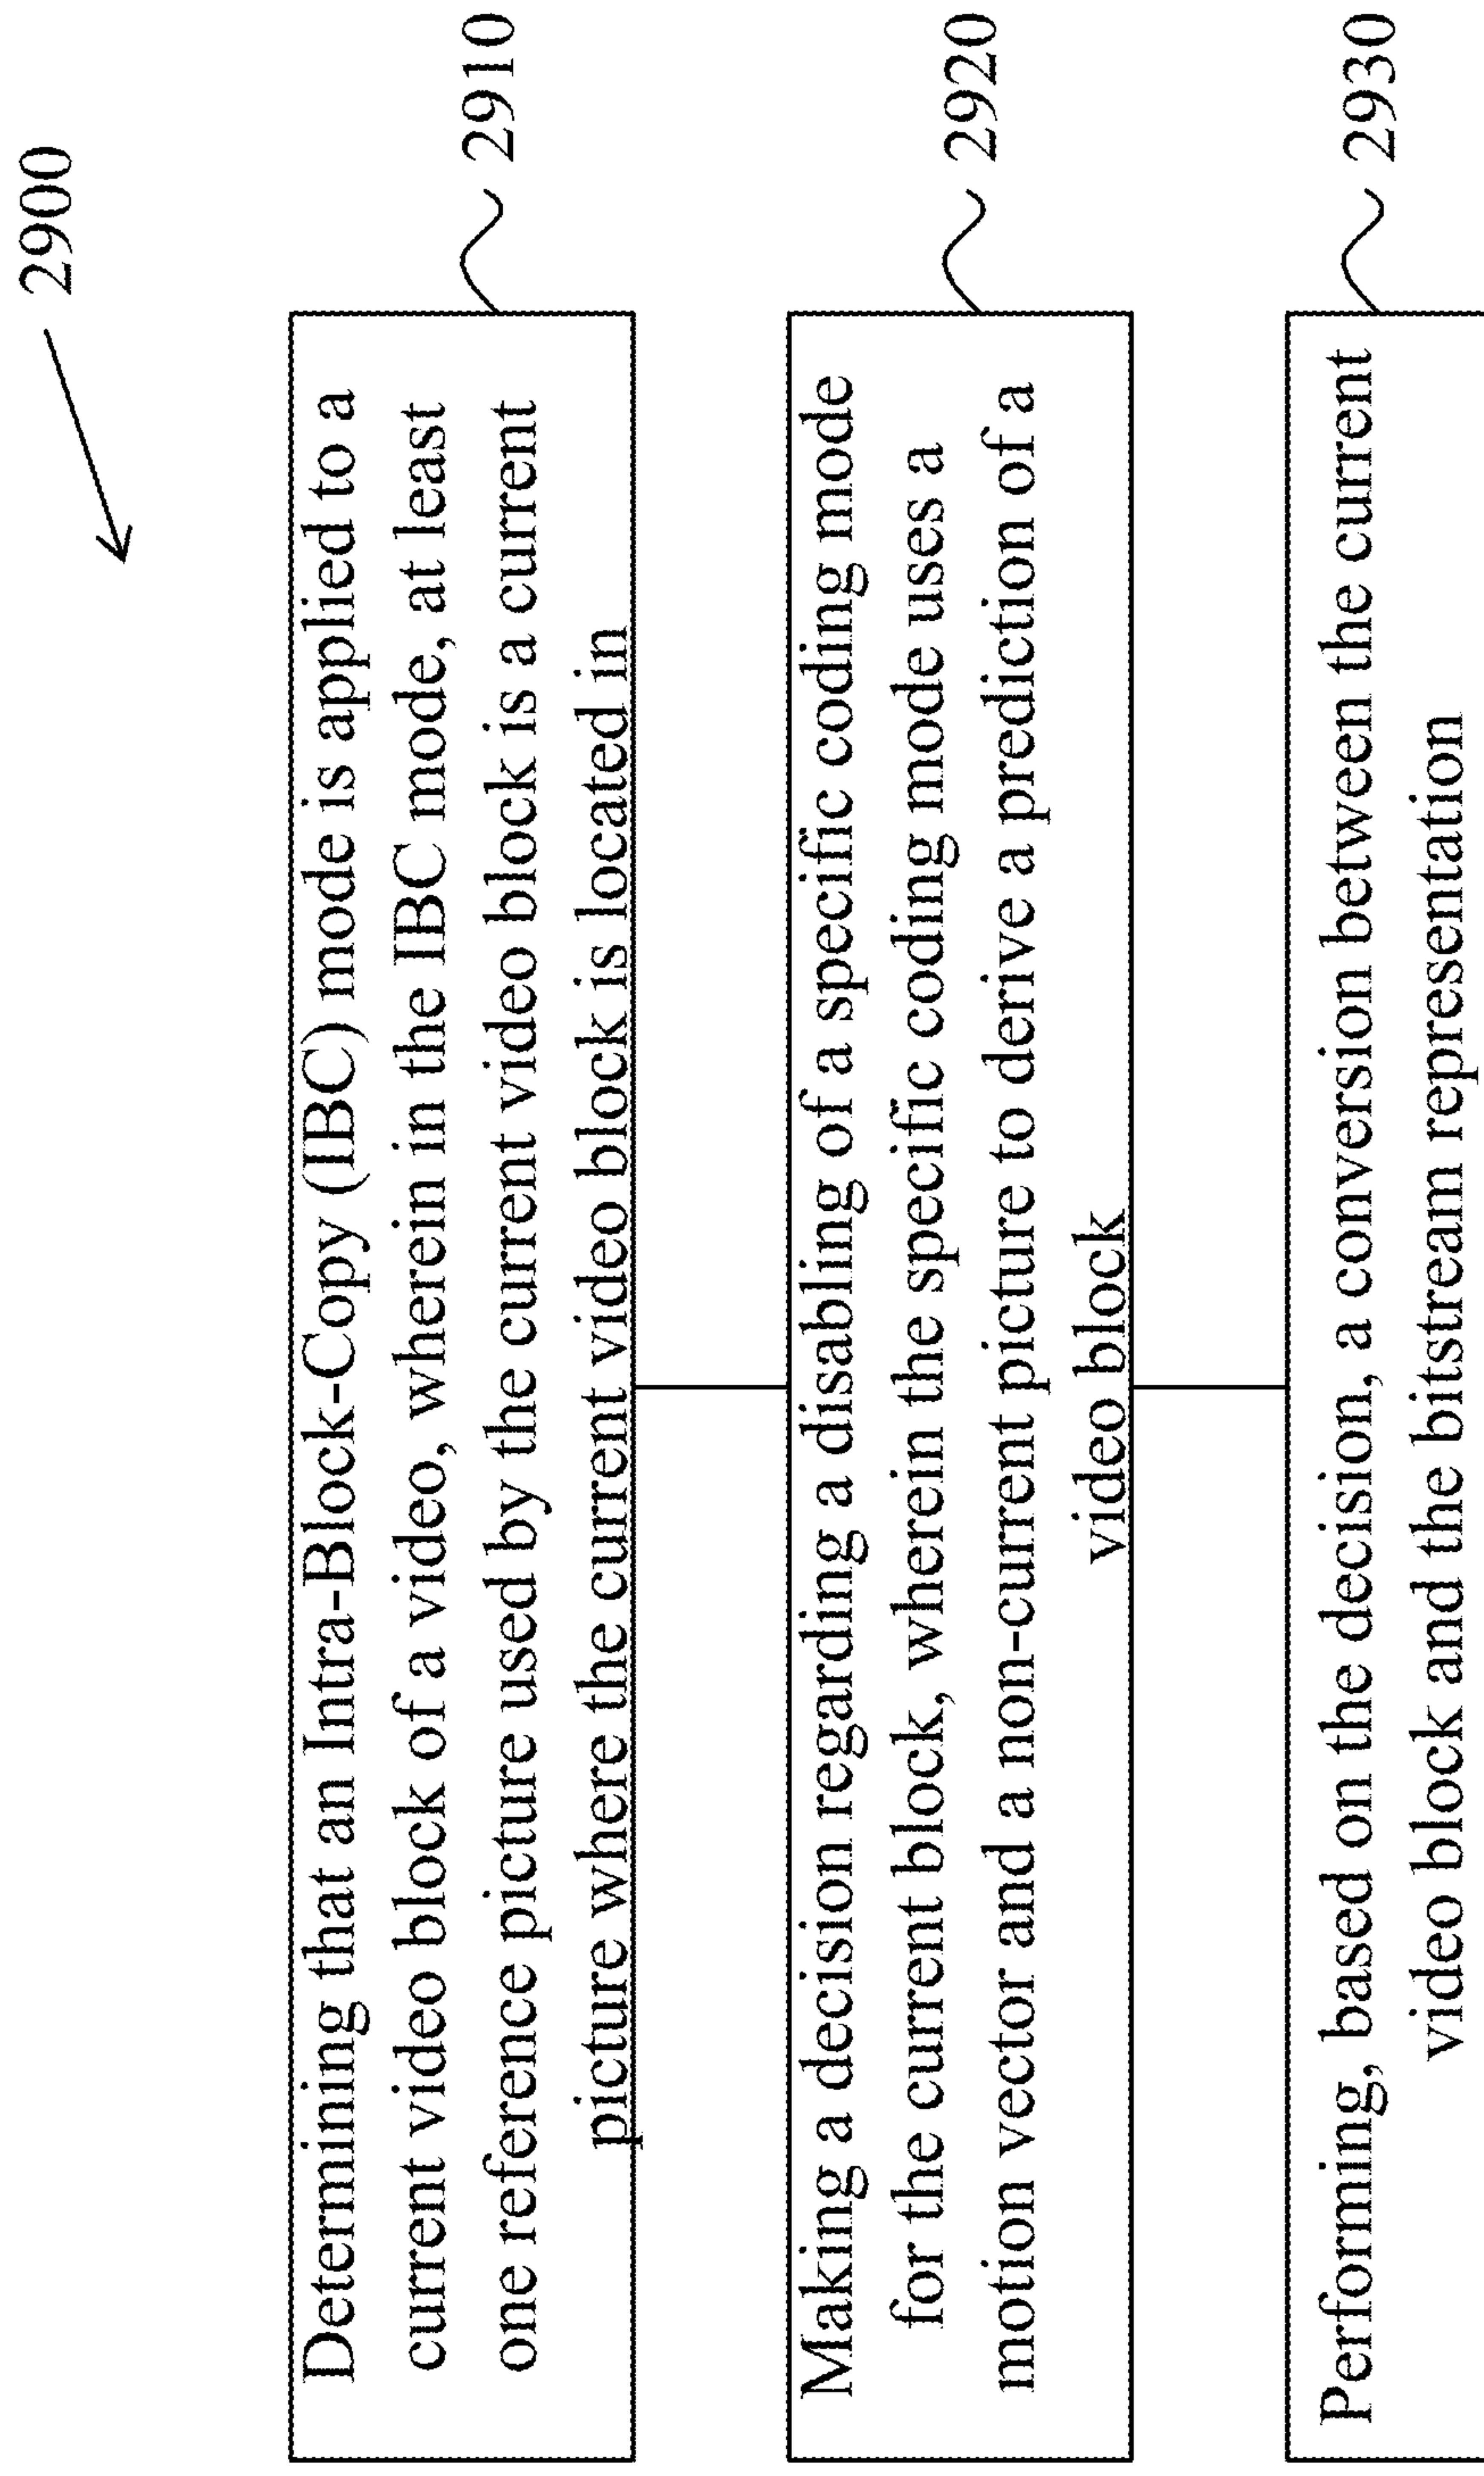 2900
Determining that an Intra-Block-Copy (IBC) mode is applied to a
current video block of a video, wherein in the IBC mode, at least
one reference picture used by the current video block is a current
picture where the current video block is located in
2910
Making a decision regarding a disabling of a specific coding mode
for the current block, wherein the specific coding mode uses a
motion vector and a non-current picture to derive a prediction of a
video block
2920
Performing, based on the decision, a conversion between the current
video block and the bitstream representation
2930